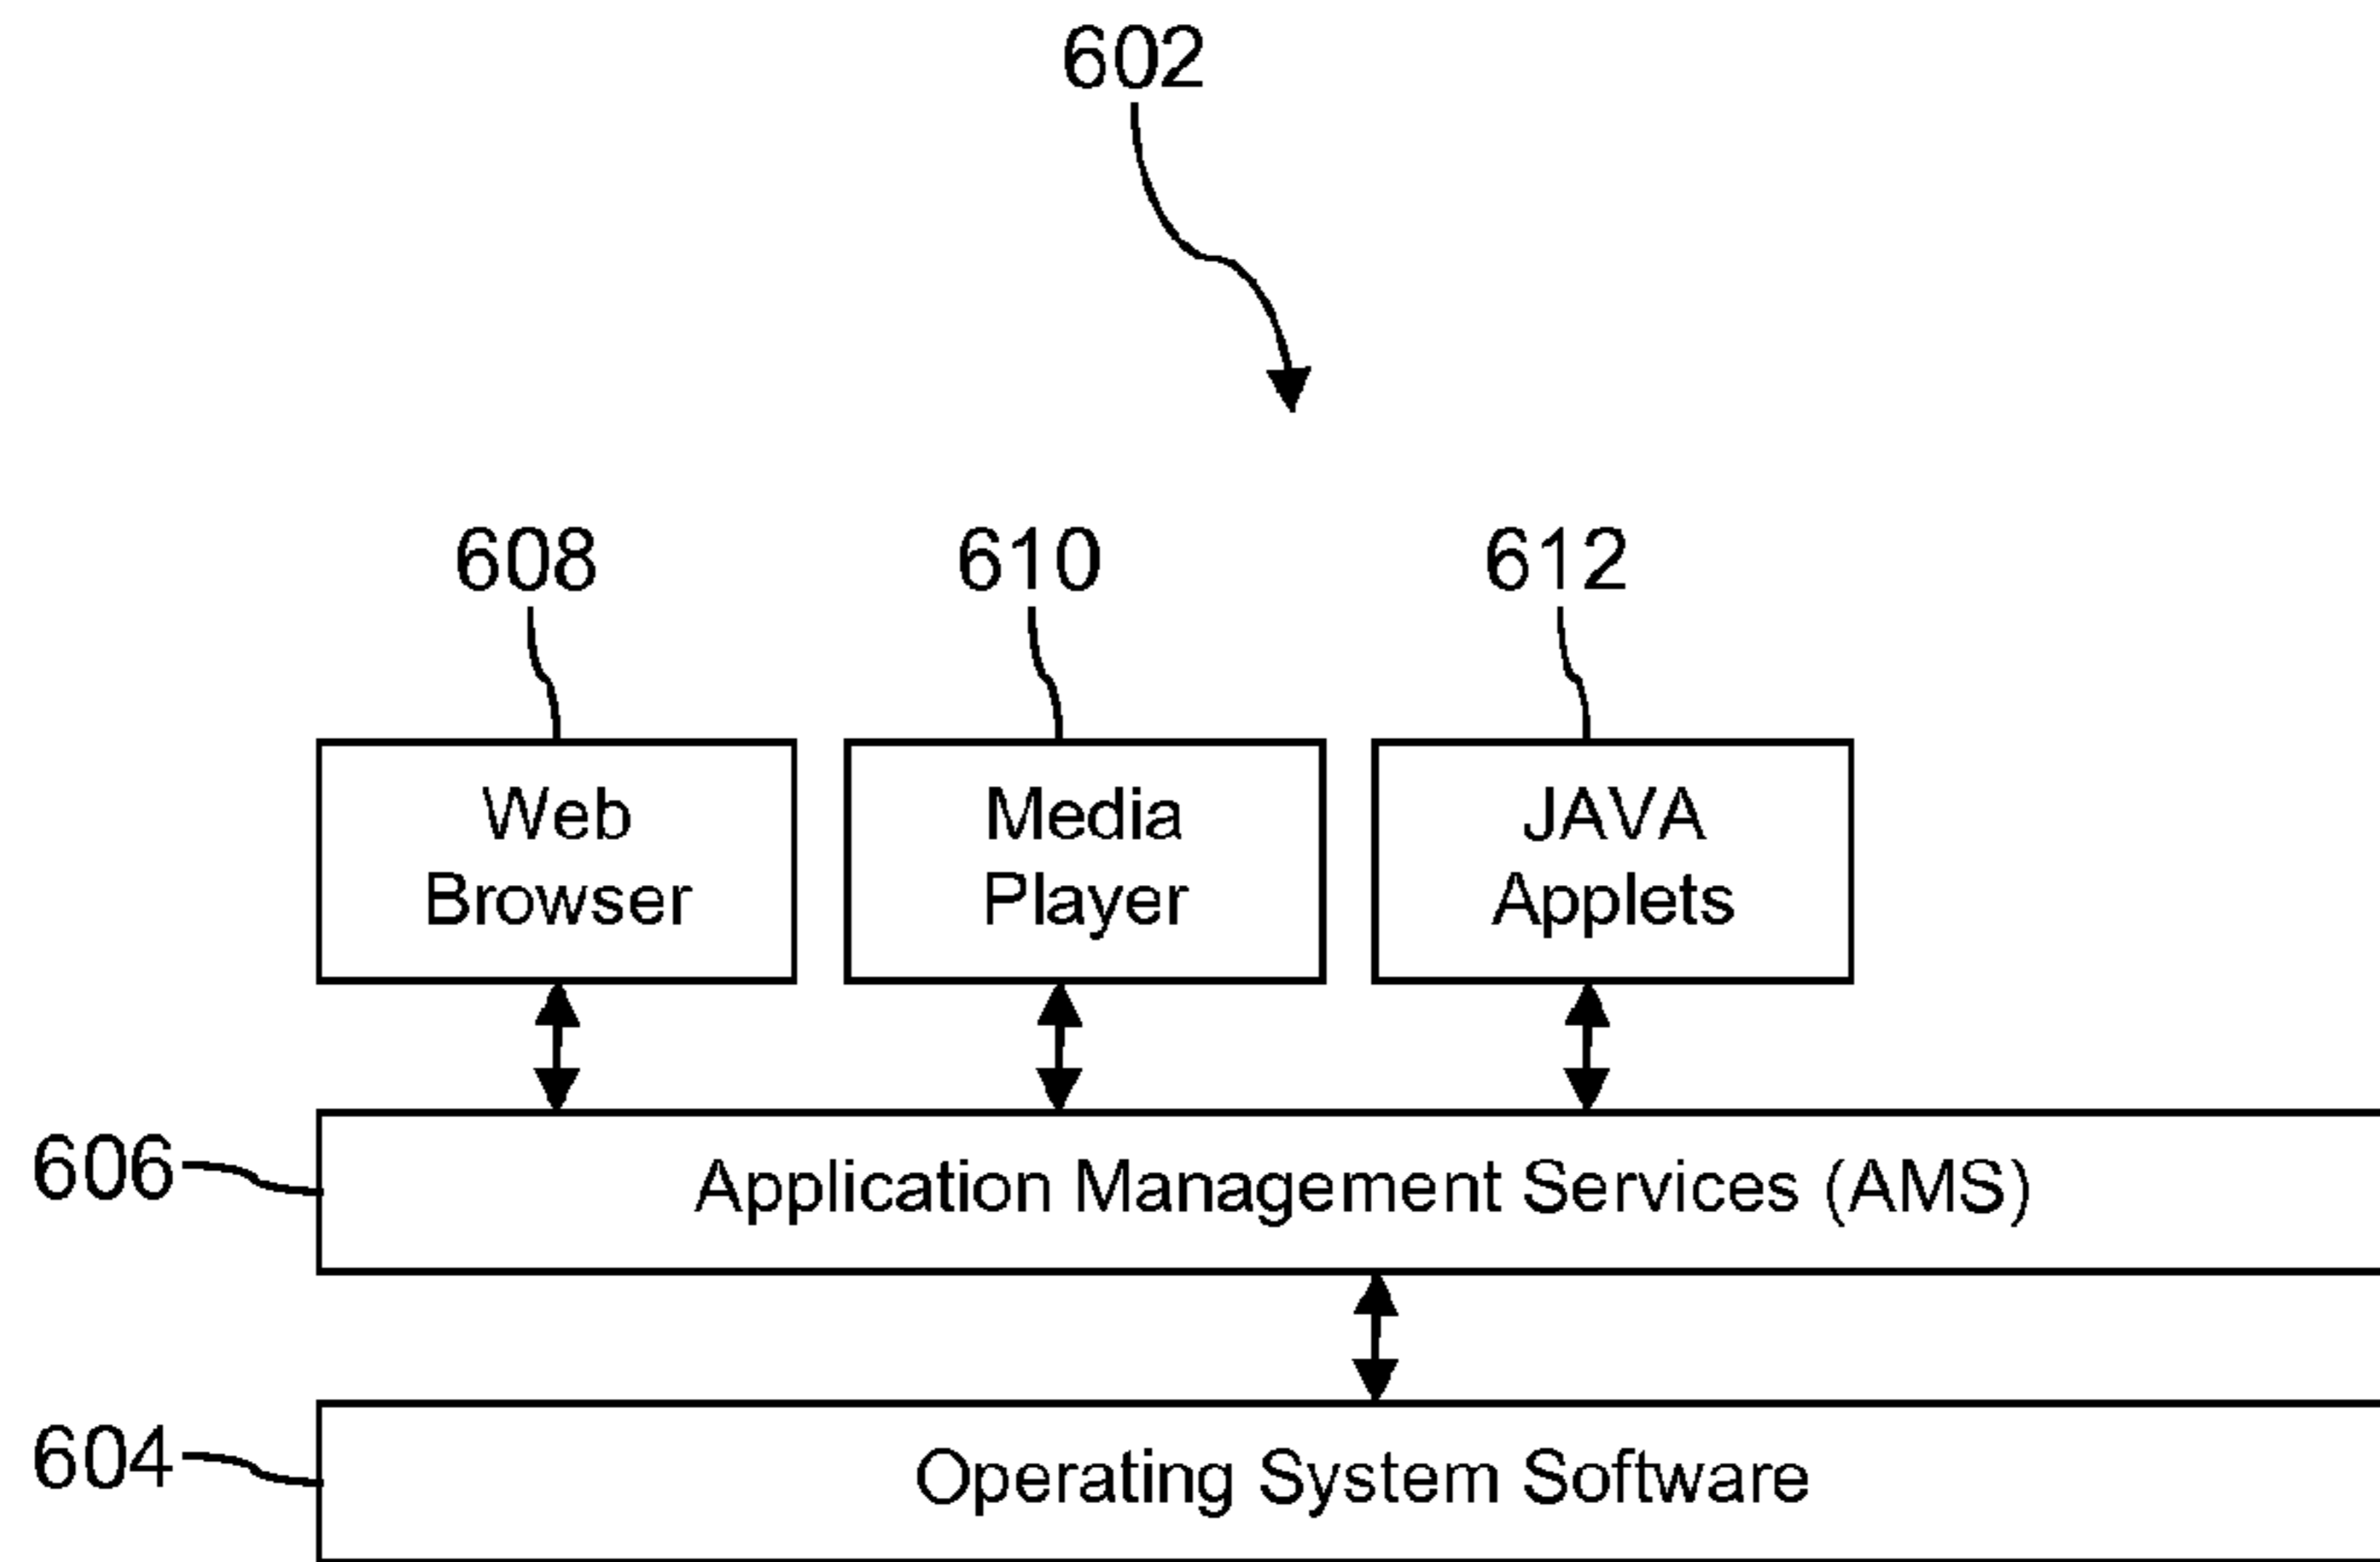 602
608
610
612
Web
Browser
Media
Player
JAVA
Applets
606
Application Management Services (AMS)
604
Operating System Software